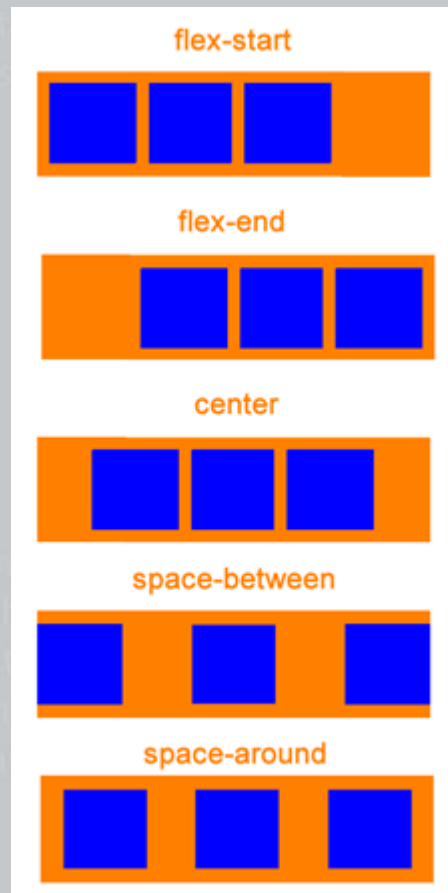 flex-start
flex-end
center
space-between
space-around